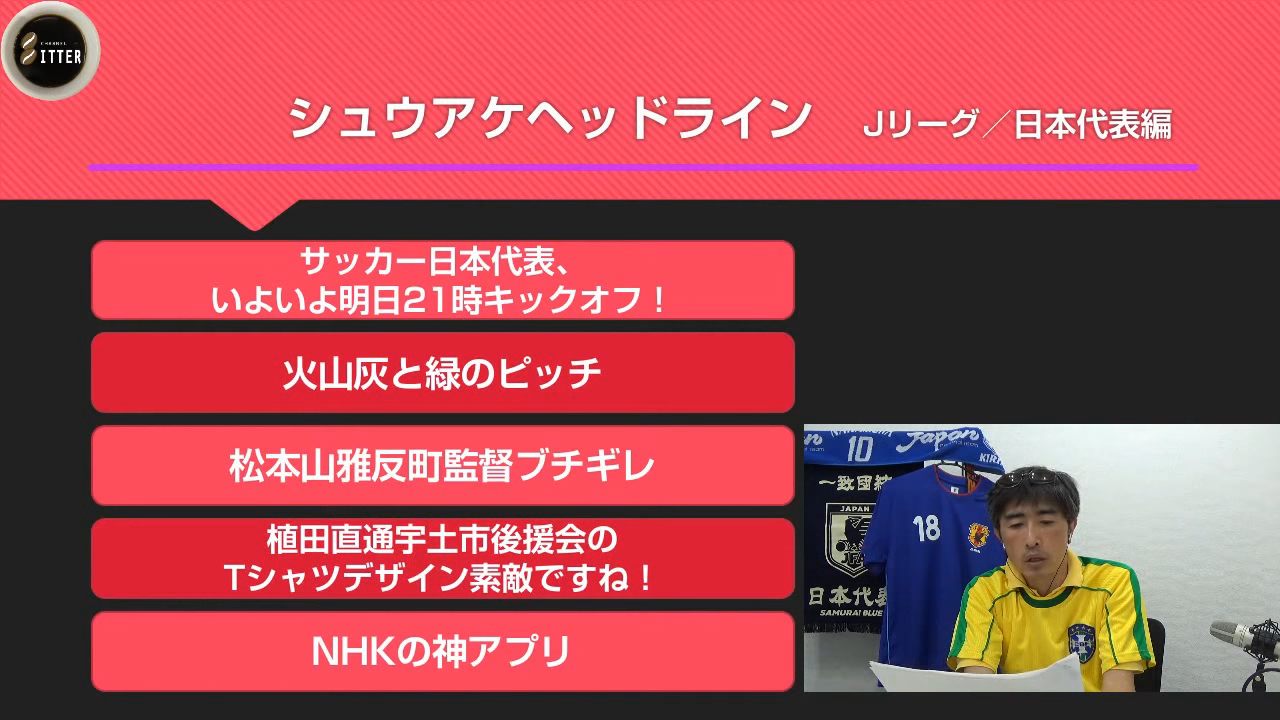 CHANNEL
BITTER
シュウアケヘッドライン Jリーグ／日本代表編
サッカー日本代表、
いよいよ明日21時キックオフ！
火山灰と緑のピッチ
松本山雅反町監督ブチギレ
植田直通宇土市後援会の
Tシャツデザイン素敵ですね！
NHKの神アプリ
10
Japan
KIRI
一致団結
18
JAPAN
JFA
日本代表
SAMURAI BLUE